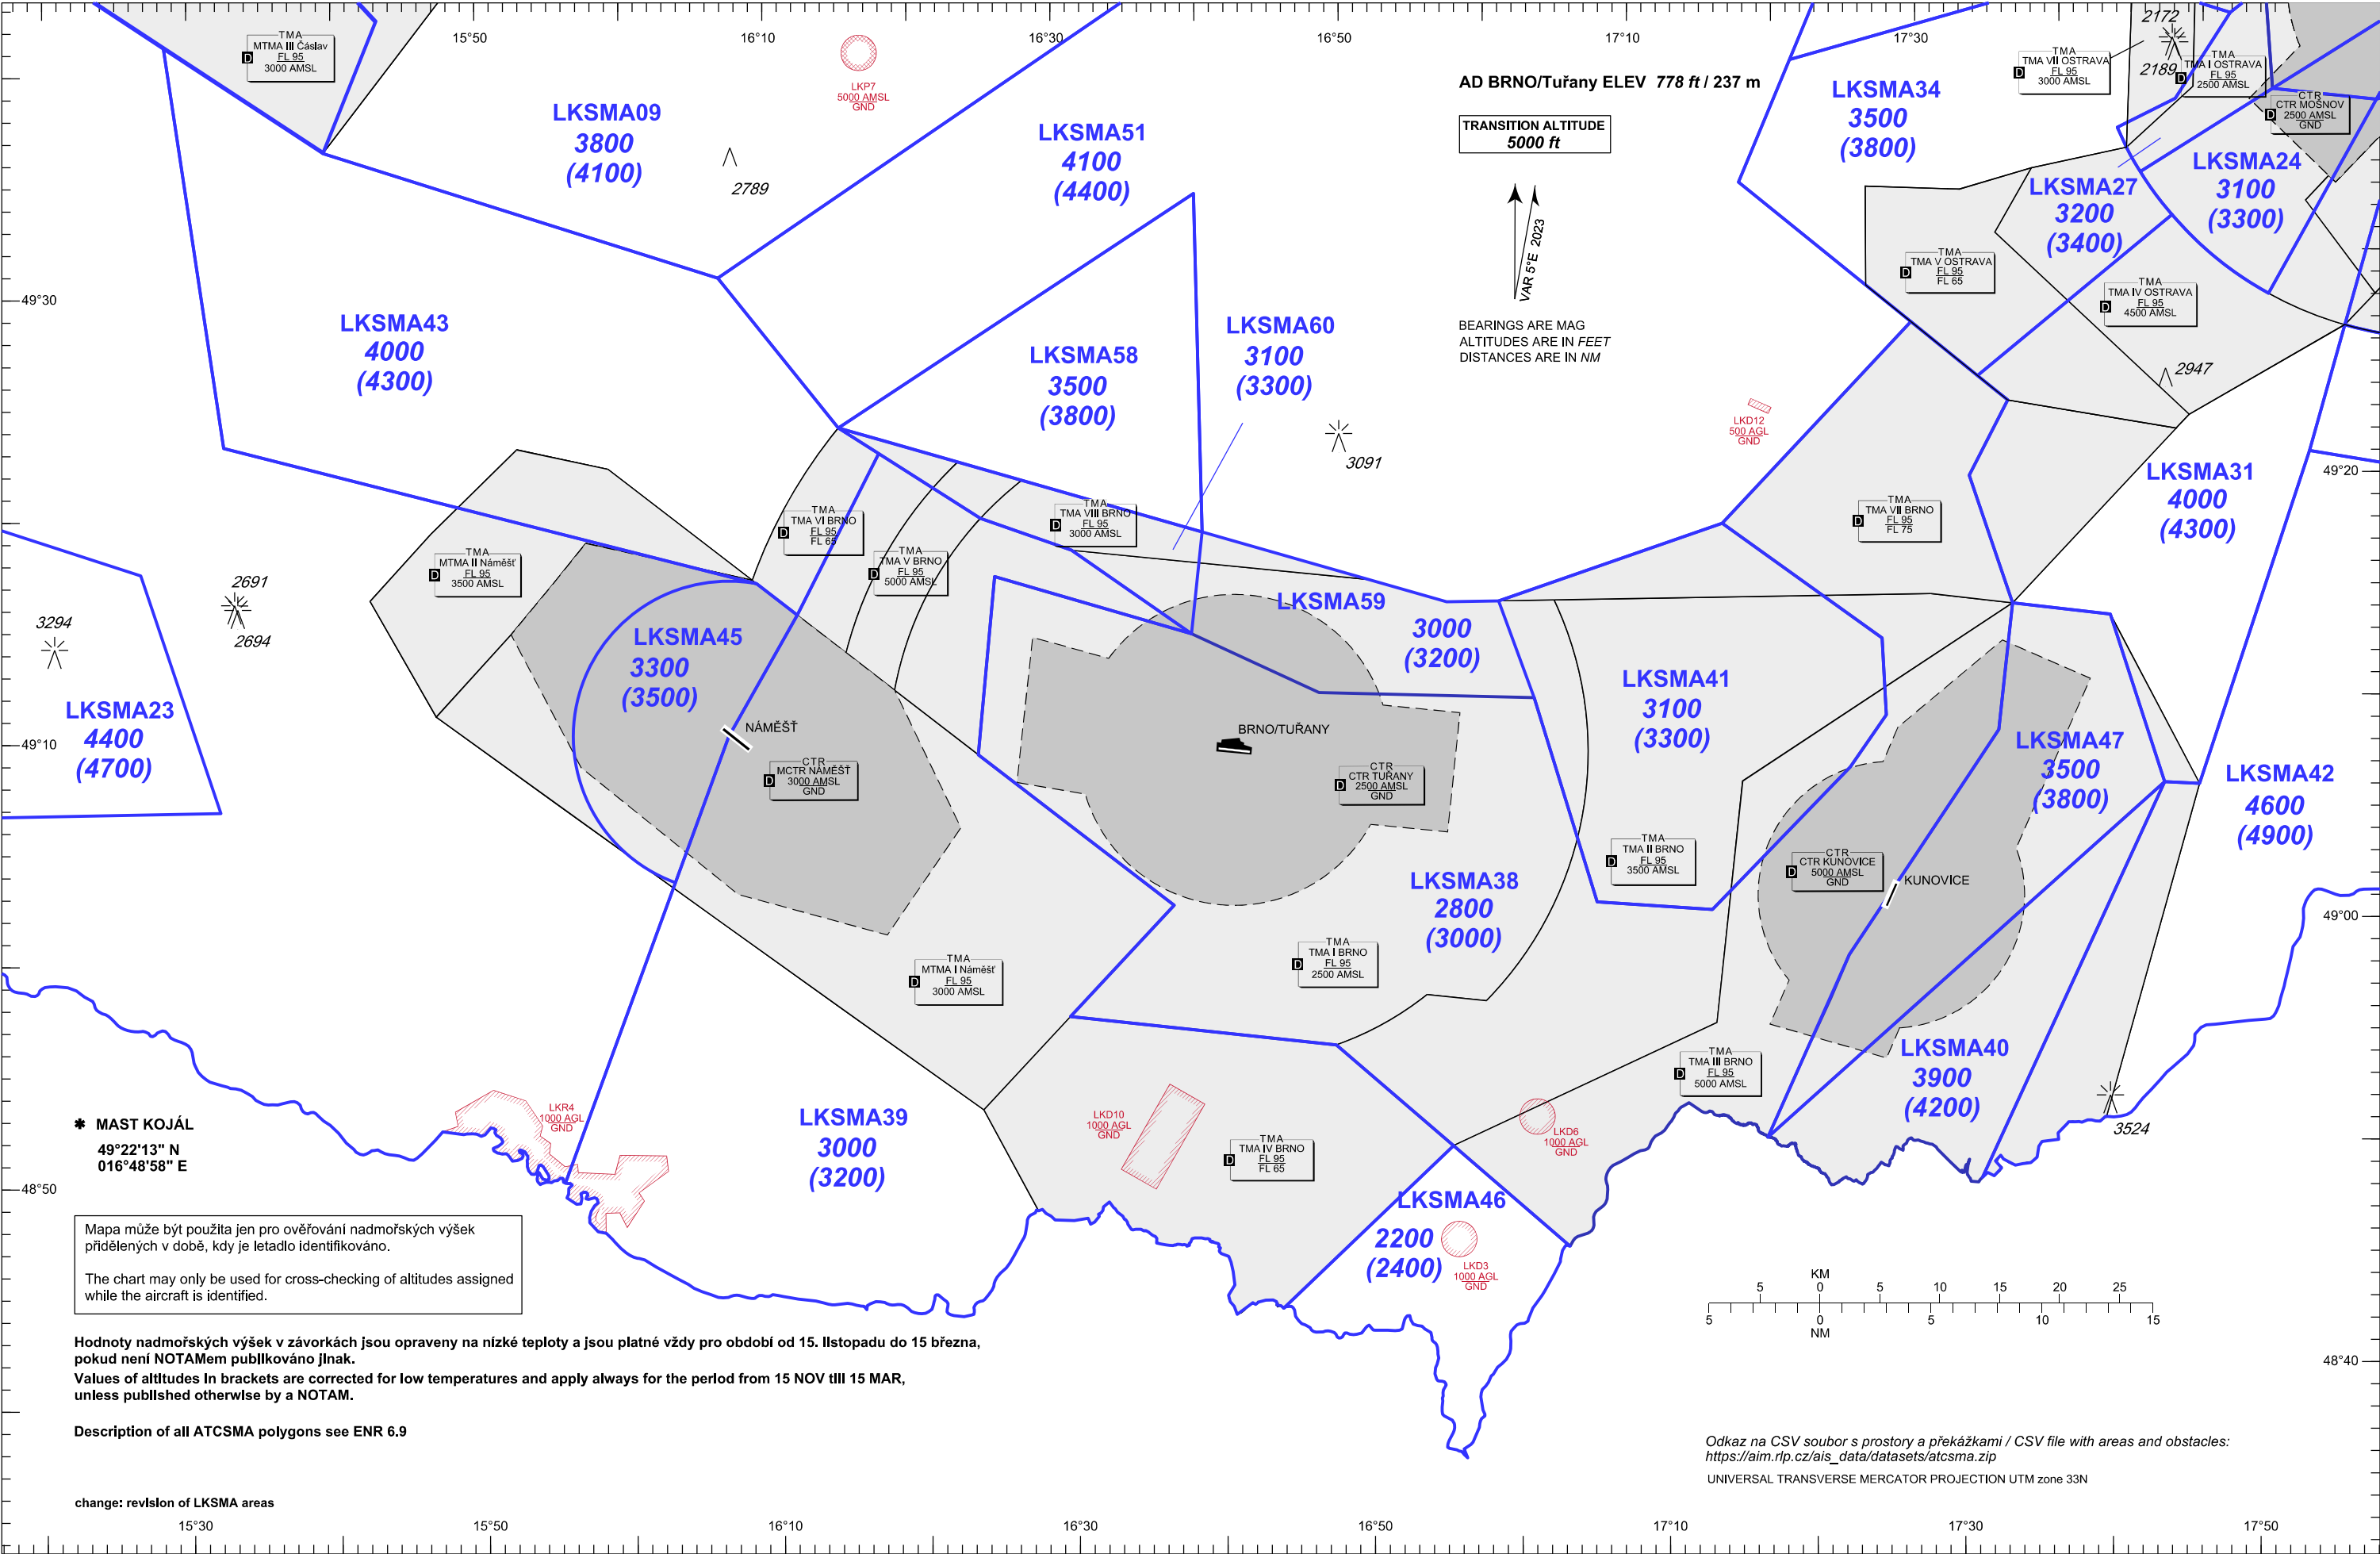 15°50
16°10
16°30
16°50
17°10
17°30
TMA
MTMA III Čáslav
D
FL 95
3000 AMSL
LKP7
5000 AMSL
GND
LKSMA09
3800
(4100)
2789
LKSMA51
4100
(4400)
AD BRNO/Tuřany ELEV 778 ft / 237 m
TRANSITION ALTITUDE
5000 ft
VAR 5°E 2023
BEARINGS ARE MAG
ALTITUDES ARE IN FEET
DISTANCES ARE IN NM
LKSMA34
3500
(3800)
TMA
TMA VII OSTRAVA
D
FL 95
3000 AMSL
2172
2189
TMA
TMA I OSTRAVA
D
FL 95
2500 AMSL
CTR
CTR MOŠNOV
D
2500 AMSL
GND
LKSMA27
3200
(3400)
LKSMA24
3100
(3300)
TMA
TMA V OSTRAVA
D
FL 95
FL 65
TMA
TMA IV OSTRAVA
D
FL 95
4500 AMSL
2947
49°30
LKSMA43
4000
(4300)
LKSMA58
3500
(3800)
LKSMA60
3100
(3300)
3091
LKD12
500 AGL
GND
49°20
LKSMA31
4000
(4300)
TMA
TMA VI BRNO
D
FL 95
FL 65
TMA
TMA VIII BRNO
D
FL 95
3000 AMSL
TMA
TMA VII BRNO
D
FL 95
FL 75
TMA
MTMA II Náměšť
D
FL 95
3500 AMSL
TMA
TMA V BRNO
D
FL 95
5000 AMSL
2691
2694
3294
LKSMA59
3000
(3200)
LKSMA45
3300
(3500)
LKSMA23
4400
(4700)
49°10
NÁMĚŠŤ
CTR
MCTR NÁMĚŠŤ
D
3000 AMSL
GND
BRNO/TUŘANY
CTR
CTR TUŘANY
D
2500 AMSL
GND
LKSMA41
3100
(3300)
LKSMA47
3500
(3800)
LKSMA42
4600
(4900)
TMA
TMA II BRNO
D
FL 95
3500 AMSL
CTR
CTR KUNOVICE
D
5000 AMSL
GND
KUNOVICE
LKSMA38
2800
(3000)
49°00
TMA
MTMA I Náměšť
D
FL 95
3000 AMSL
TMA
TMA I BRNO
D
FL 95
2500 AMSL
TMA
TMA III BRNO
D
FL 95
5000 AMSL
LKSMA40
3900
(4200)
3524
✱ MAST KOJÁL
49°22'13" N
016°48'58" E
LKR4
1000 AGL
GND
LKSMA39
3000
(3200)
LKD10
1000 AGL
GND
TMA
TMA IV BRNO
D
FL 95
FL 65
LKD6
1000 AGL
GND
48°50
LKSMA46
2200
(2400)
LKD3
1000 AGL
GND
Mapa může být použita jen pro ověřování nadmořských výšek
přidělených v době, kdy je letadlo identifikováno.
The chart may only be used for cross-checking of altitudes assigned
while the aircraft is identified.
KM
5 0 5 10 15 20 25
5 0 5 10 15
NM
48°40
Hodnoty nadmořských výšek v závorkách jsou opraveny na nízké teploty a jsou platné vždy pro období od 15. listopadu do 15 března,
pokud není NOTAMem publikováno jinak.
Values of altitudes in brackets are corrected for low temperatures and apply always for the period from 15 NOV till 15 MAR,
unless published otherwise by a NOTAM.
Description of all ATCSMA polygons see ENR 6.9
Odkaz na CSV soubor s prostory a překážkami / CSV file with areas and obstacles:
https://aim.rlp.cz/ais_data/datasets/atcsma.zip
UNIVERSAL TRANSVERSE MERCATOR PROJECTION UTM zone 33N
change: revision of LKSMA areas
15°30
15°50
16°10
16°30
16°50
17°10
17°30
17°50